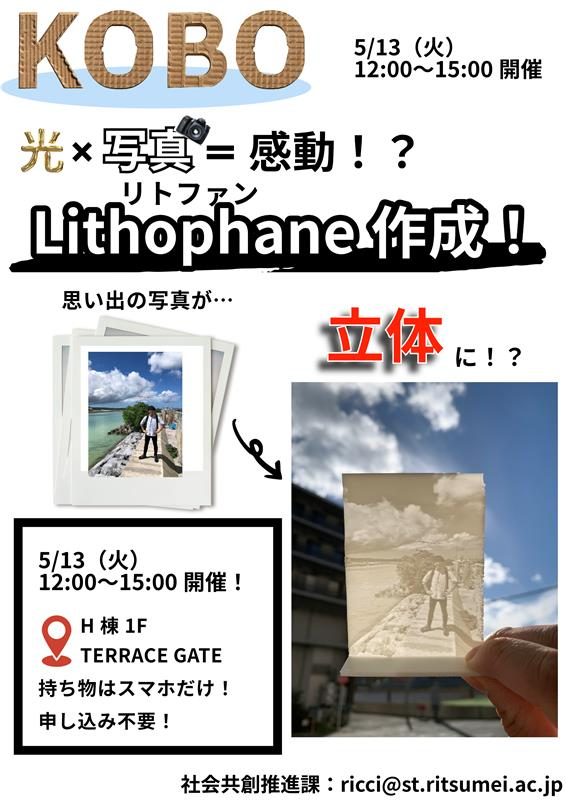 KOBO
5/13（火）
12:00～15:00 開催
光×写真＝感動！？
リトファン
Lithophane 作成！
思い出の写真が…
立体に！？
5/13（火）
12:00～15:00 開催！
H 棟 1F
TERRACE GATE
持ち物はスマホだけ！
申し込み不要！
社会共創推進課：ricci@st.ritsumei.ac.jp